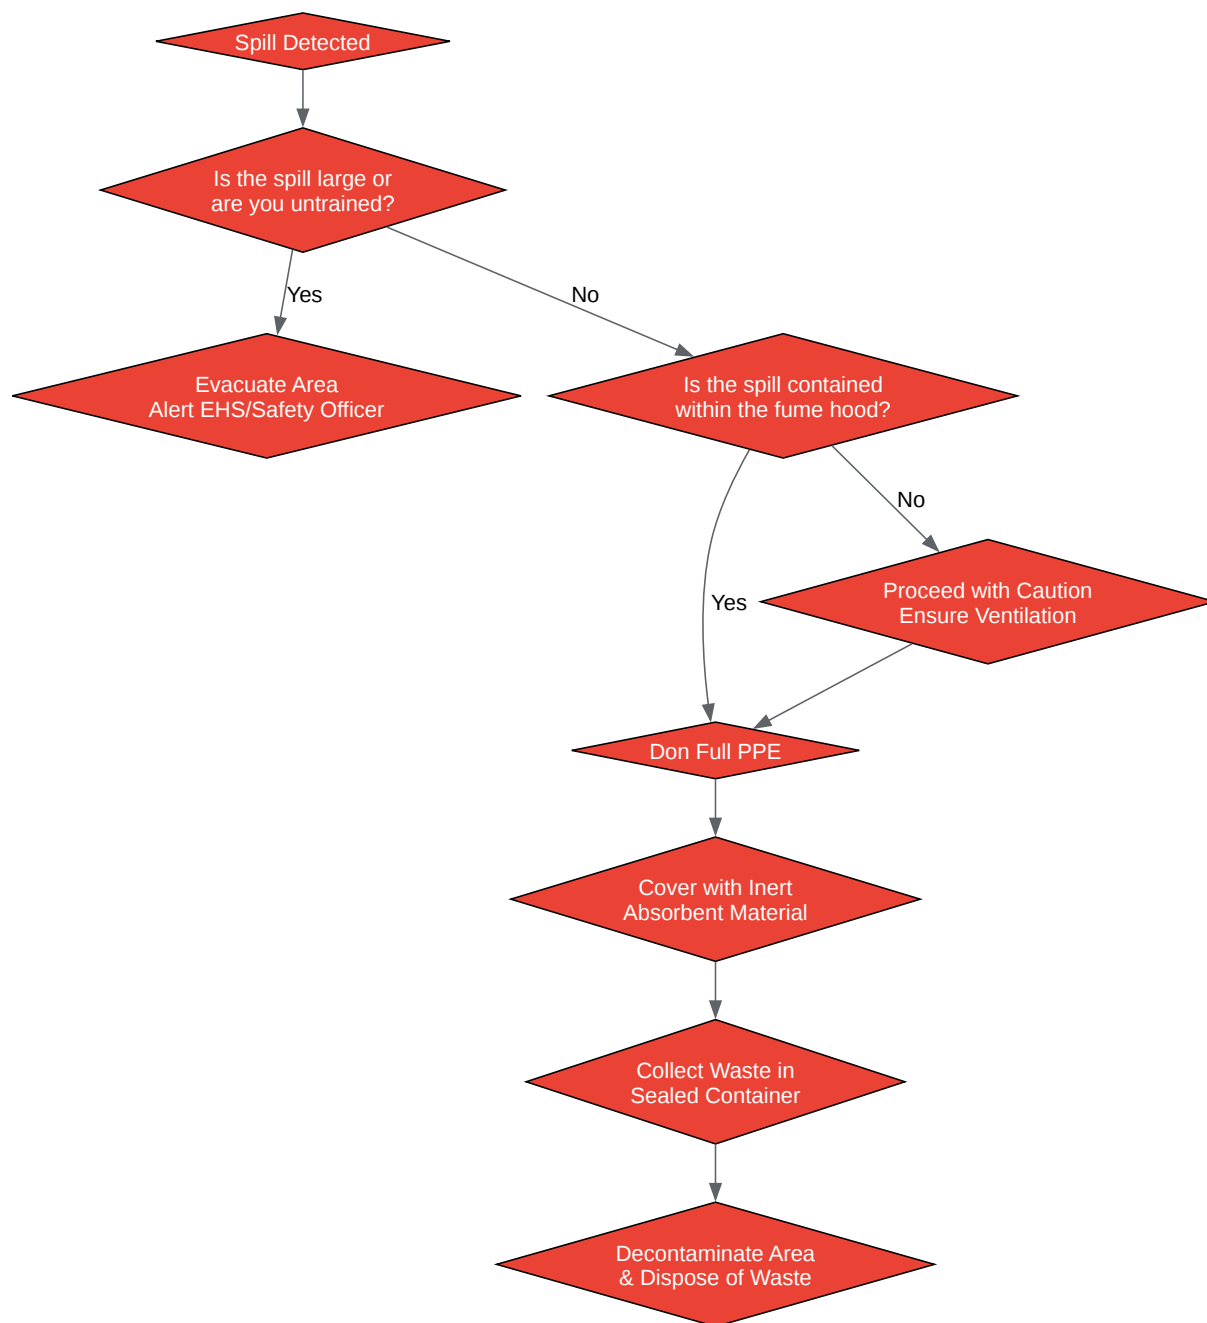 Spill Detected
Is the spill large or
are you untrained?
Yes
No
Evacuate Area
Alert EHS/Safety Officer
Is the spill contained
within the fume hood?
No
Yes
Proceed with Caution
Ensure Ventilation
Don Full PPE
Cover with Inert
Absorbent Material
Collect Waste in
Sealed Container
Decontaminate Area
& Dispose of Waste